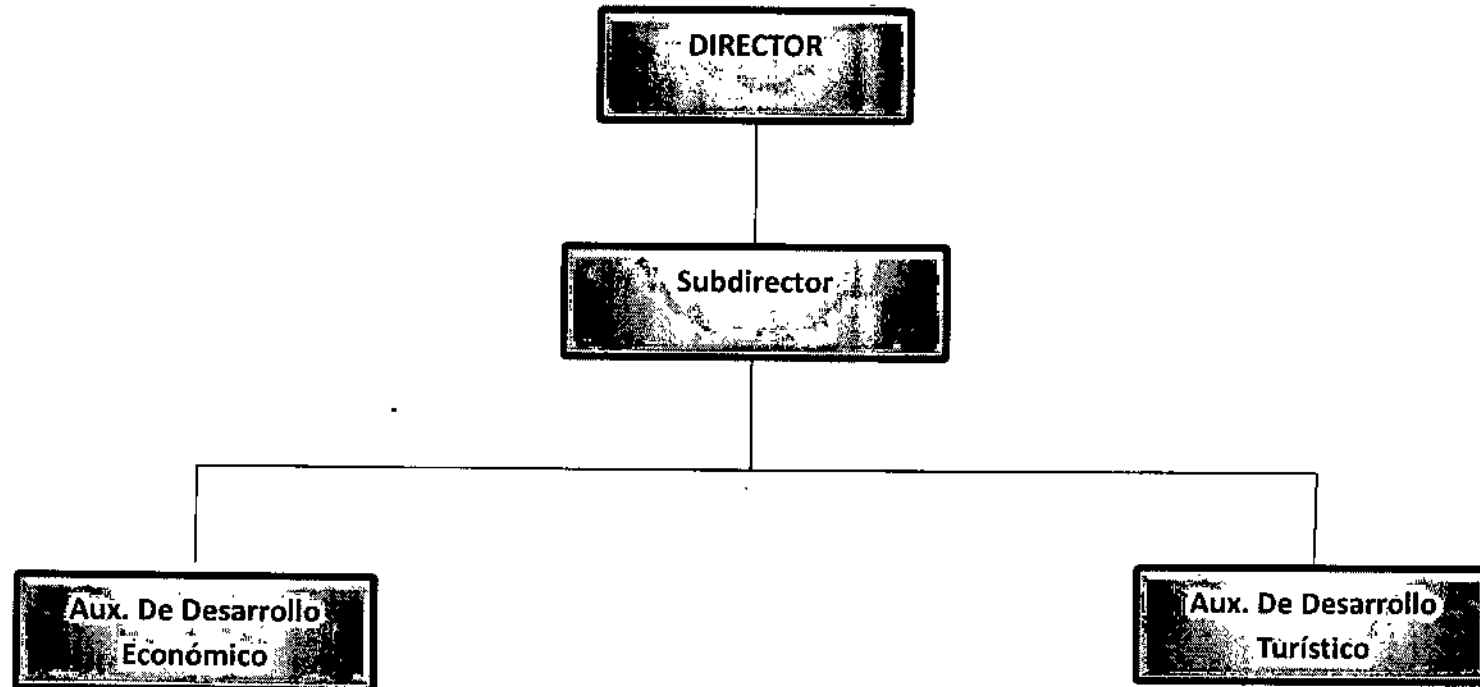 DIRECTOR
Subdirector
Aux. De Desarrollo
Económico
Aux. De Desarrollo
Turístico